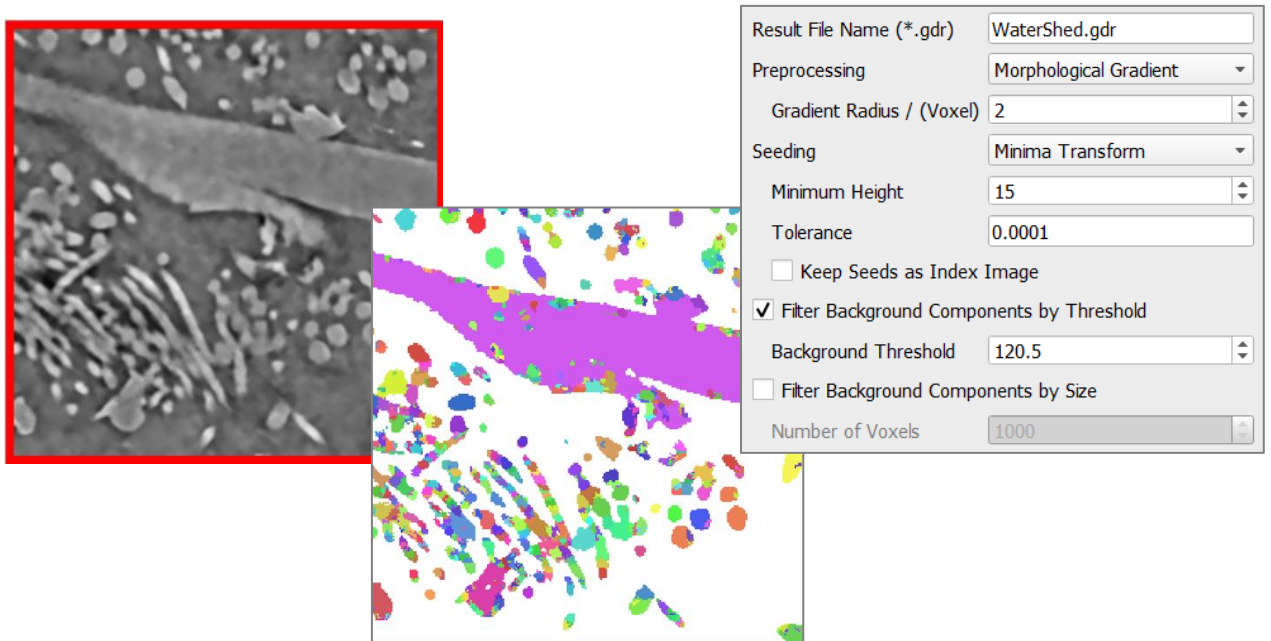 Result File Name (*.gdr) WaterShed.gdr
Preprocessing Morphological Gradient
Gradient Radius / (Voxel) 2
Seeding Minima Transform
Minimum Height 15
Tolerance 0.0001
Keep Seeds as Index Image
Filter Background Components by Threshold
Background Threshold 120.5
Filter Background Components by Size
Number of Voxels 1000